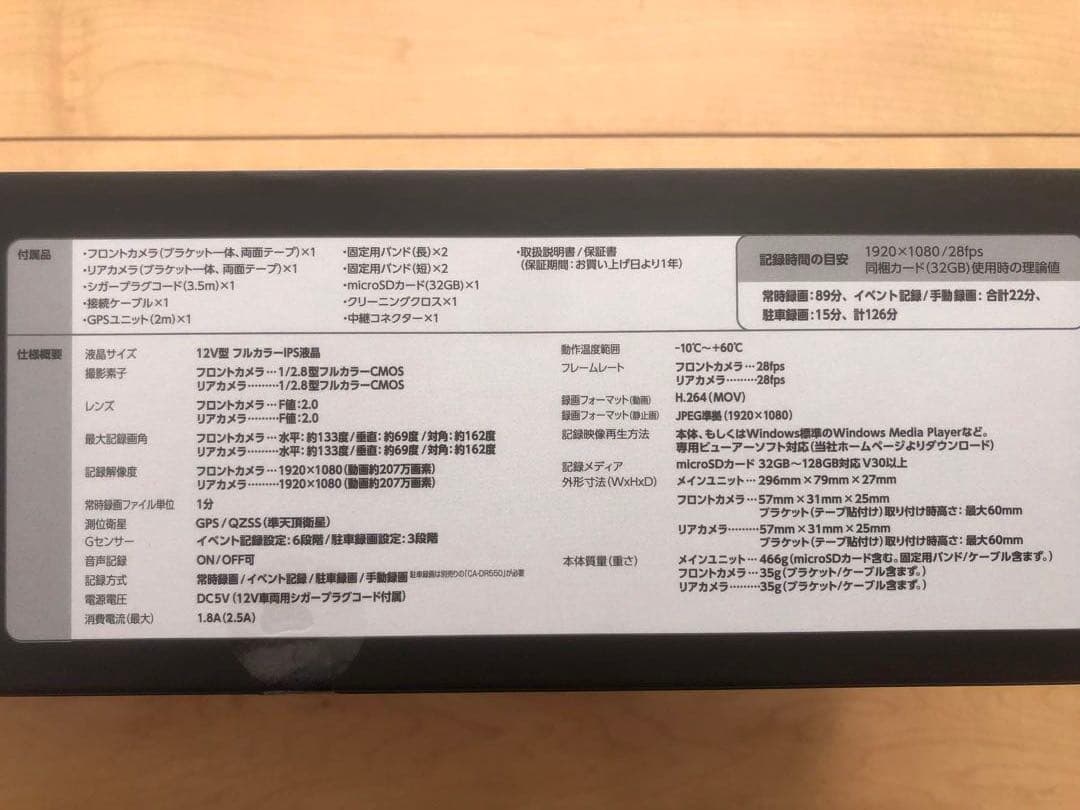 付属品
・フロントカメラ(ブラケット一体、両面テープ)×1
・リアカメラ(ブラケット一体、両面テープ)×1
・シガープラグコード(3.5m)×1
・接続ケーブル×1
・GPSユニット(2m)×1
・固定用バンド(長)×2
・固定用バンド(短)×2
・microSDカード(32GB)×1
・クリーニングクロス×1
・中継コネクター×1
・取扱説明書/保証書
(保証期間:お買い上げ日より1年)
記録時間の目安
1920×1080/28fps
同梱カード(32GB)使用時の理論値
常時録画:89分、イベント記録/手動録画:合計22分、
駐車録画:15分、計126分
仕様概要
液晶サイズ 12V型 フルカラーIPS液晶
撮影素子 フロントカメラ…1/2.8型フルカラーCMOS
リアカメラ………1/2.8型フルカラーCMOS
レンズ フロントカメラ…F値:2.0
リアカメラ………F値:2.0
最大記録画角 フロントカメラ…水平:約133度/垂直:約69度/対角:約162度
リアカメラ………水平:約133度/垂直:約69度/対角:約162度
記録解像度 フロントカメラ…1920×1080(動画約207万画素)
リアカメラ………1920×1080(動画約207万画素)
常時録画ファイル単位 1分
測位衛星 GPS/QZSS(準天頂衛星)
Gセンサー イベント記録設定:6段階/駐車録画設定:3段階
音声記録 ON/OFF可
記録方式 常時録画/イベント記録/駐車録画/手動録画 駐車録画は別売りの「CA-DR550」が必要
電源電圧 DC5V(12V車両用シガープラグコード付属)
消費電流(最大) 1.8A(2.5A)
動作温度範囲 -10℃～+60℃
フレームレート フロントカメラ…28fps
リアカメラ………28fps
録画フォーマット(動画) H.264(MOV)
録画フォーマット(静止画) JPEG準拠(1920×1080)
記録映像再生方法 本体、もしくはWindows標準のWindows Media Playerなど。
専用ビューアーソフト対応(当社ホームページよりダウンロード)
記録メディア microSDカード 32GB～128GB対応 V30以上
外形寸法(WxHxD) メインユニット…296mm×79mm×27mm
フロントカメラ…57mm×31mm×25mm
ブラケット(テープ貼付け)取り付け時高さ:最大60mm
リアカメラ………57mm×31mm×25mm
ブラケット(テープ貼付け)取り付け時高さ:最大60mm
本体質量(重さ) メインユニット…466g(microSDカード含む。固定用バンド/ケーブル含まず。)
フロントカメラ…35g(ブラケット/ケーブル含まず。)
リアカメラ………35g(ブラケット/ケーブル含まず。)